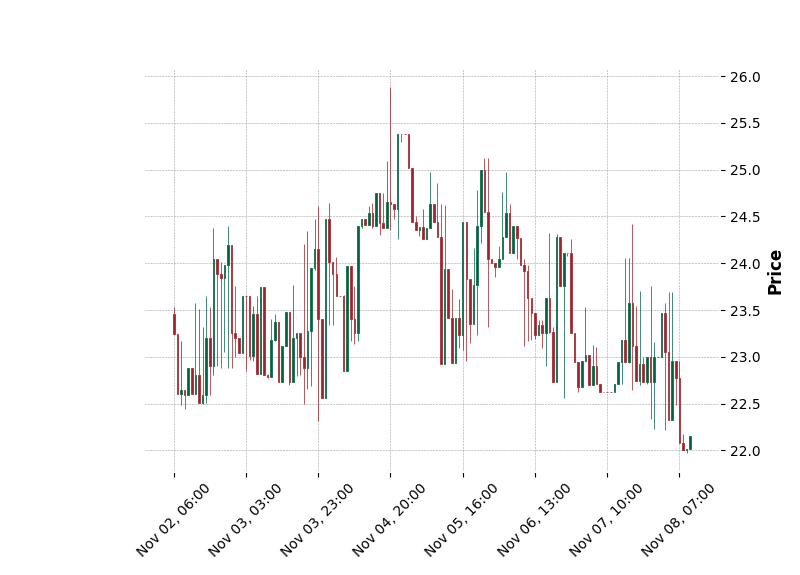 26.0
25.5
25.0
24.5
24.0
23.5
23.0
22.5
22.0
Price
Nov 02, 06:00
Nov 03, 03:00
Nov 03, 23:00
Nov 04, 20:00
Nov 05, 16:00
Nov 06, 13:00
Nov 07, 10:00
Nov 08, 07:00